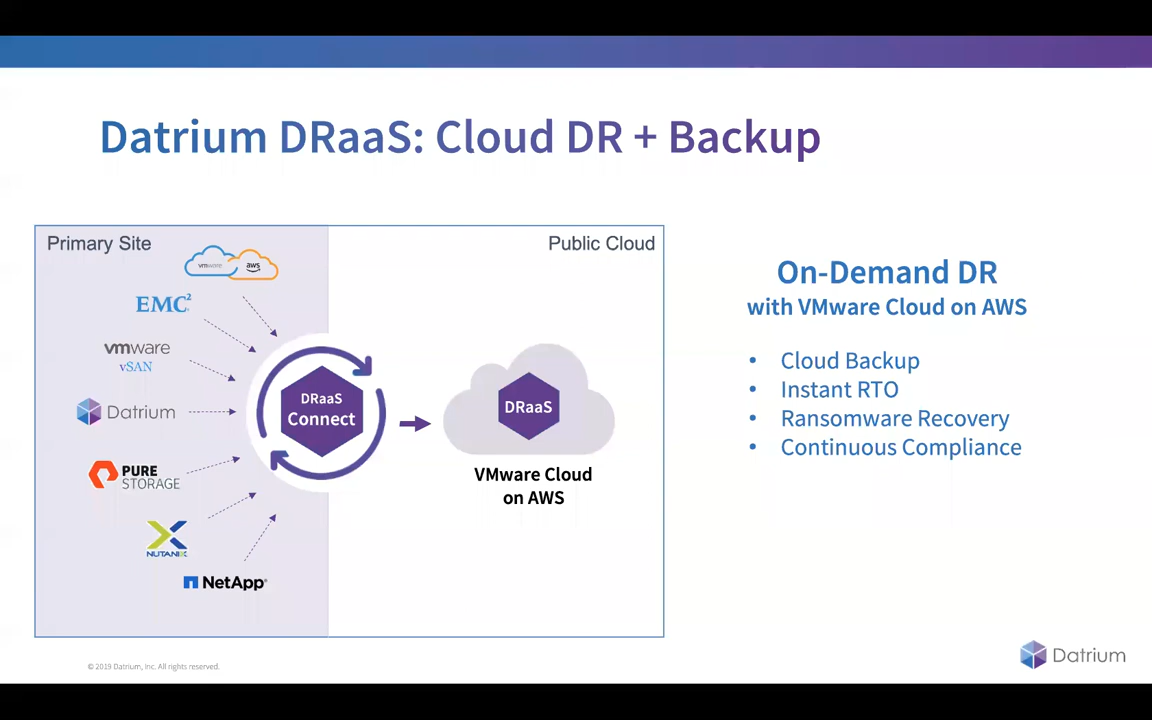 Datrium DRaaS: Cloud DR + Backup
Primary Site
Public Cloud
vmware
aws
EMC²
vmware
vSAN
Datrium
PURE
STORAGE
NUTANIX
NetApp®
DRaaS
Connect
DRaaS
VMware Cloud
on AWS
On-Demand DR
with VMware Cloud on AWS
• Cloud Backup
• Instant RTO
• Ransomware Recovery
• Continuous Compliance
© 2019 Datrium, Inc. All rights reserved.
Datrium